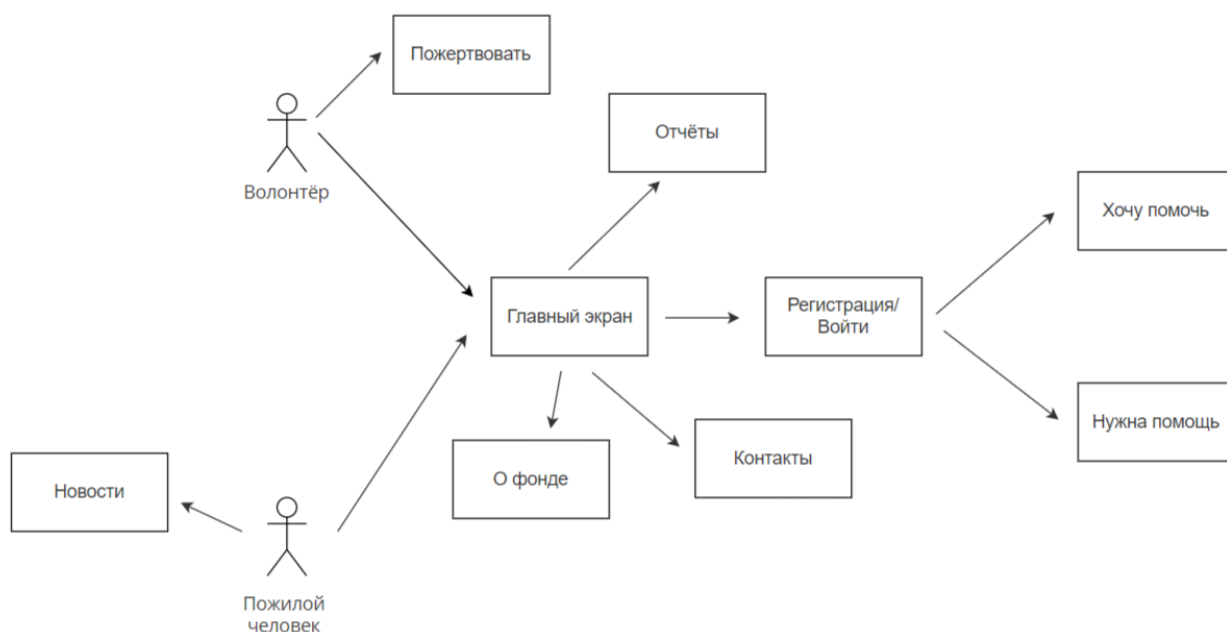 Пожертвовать
Отчёты
Волонтёр
Хочу помочь
Главный экран
Регистрация/
Войти
Нужна помощь
Контакты
О фонде
Новости
Пожилой
человек